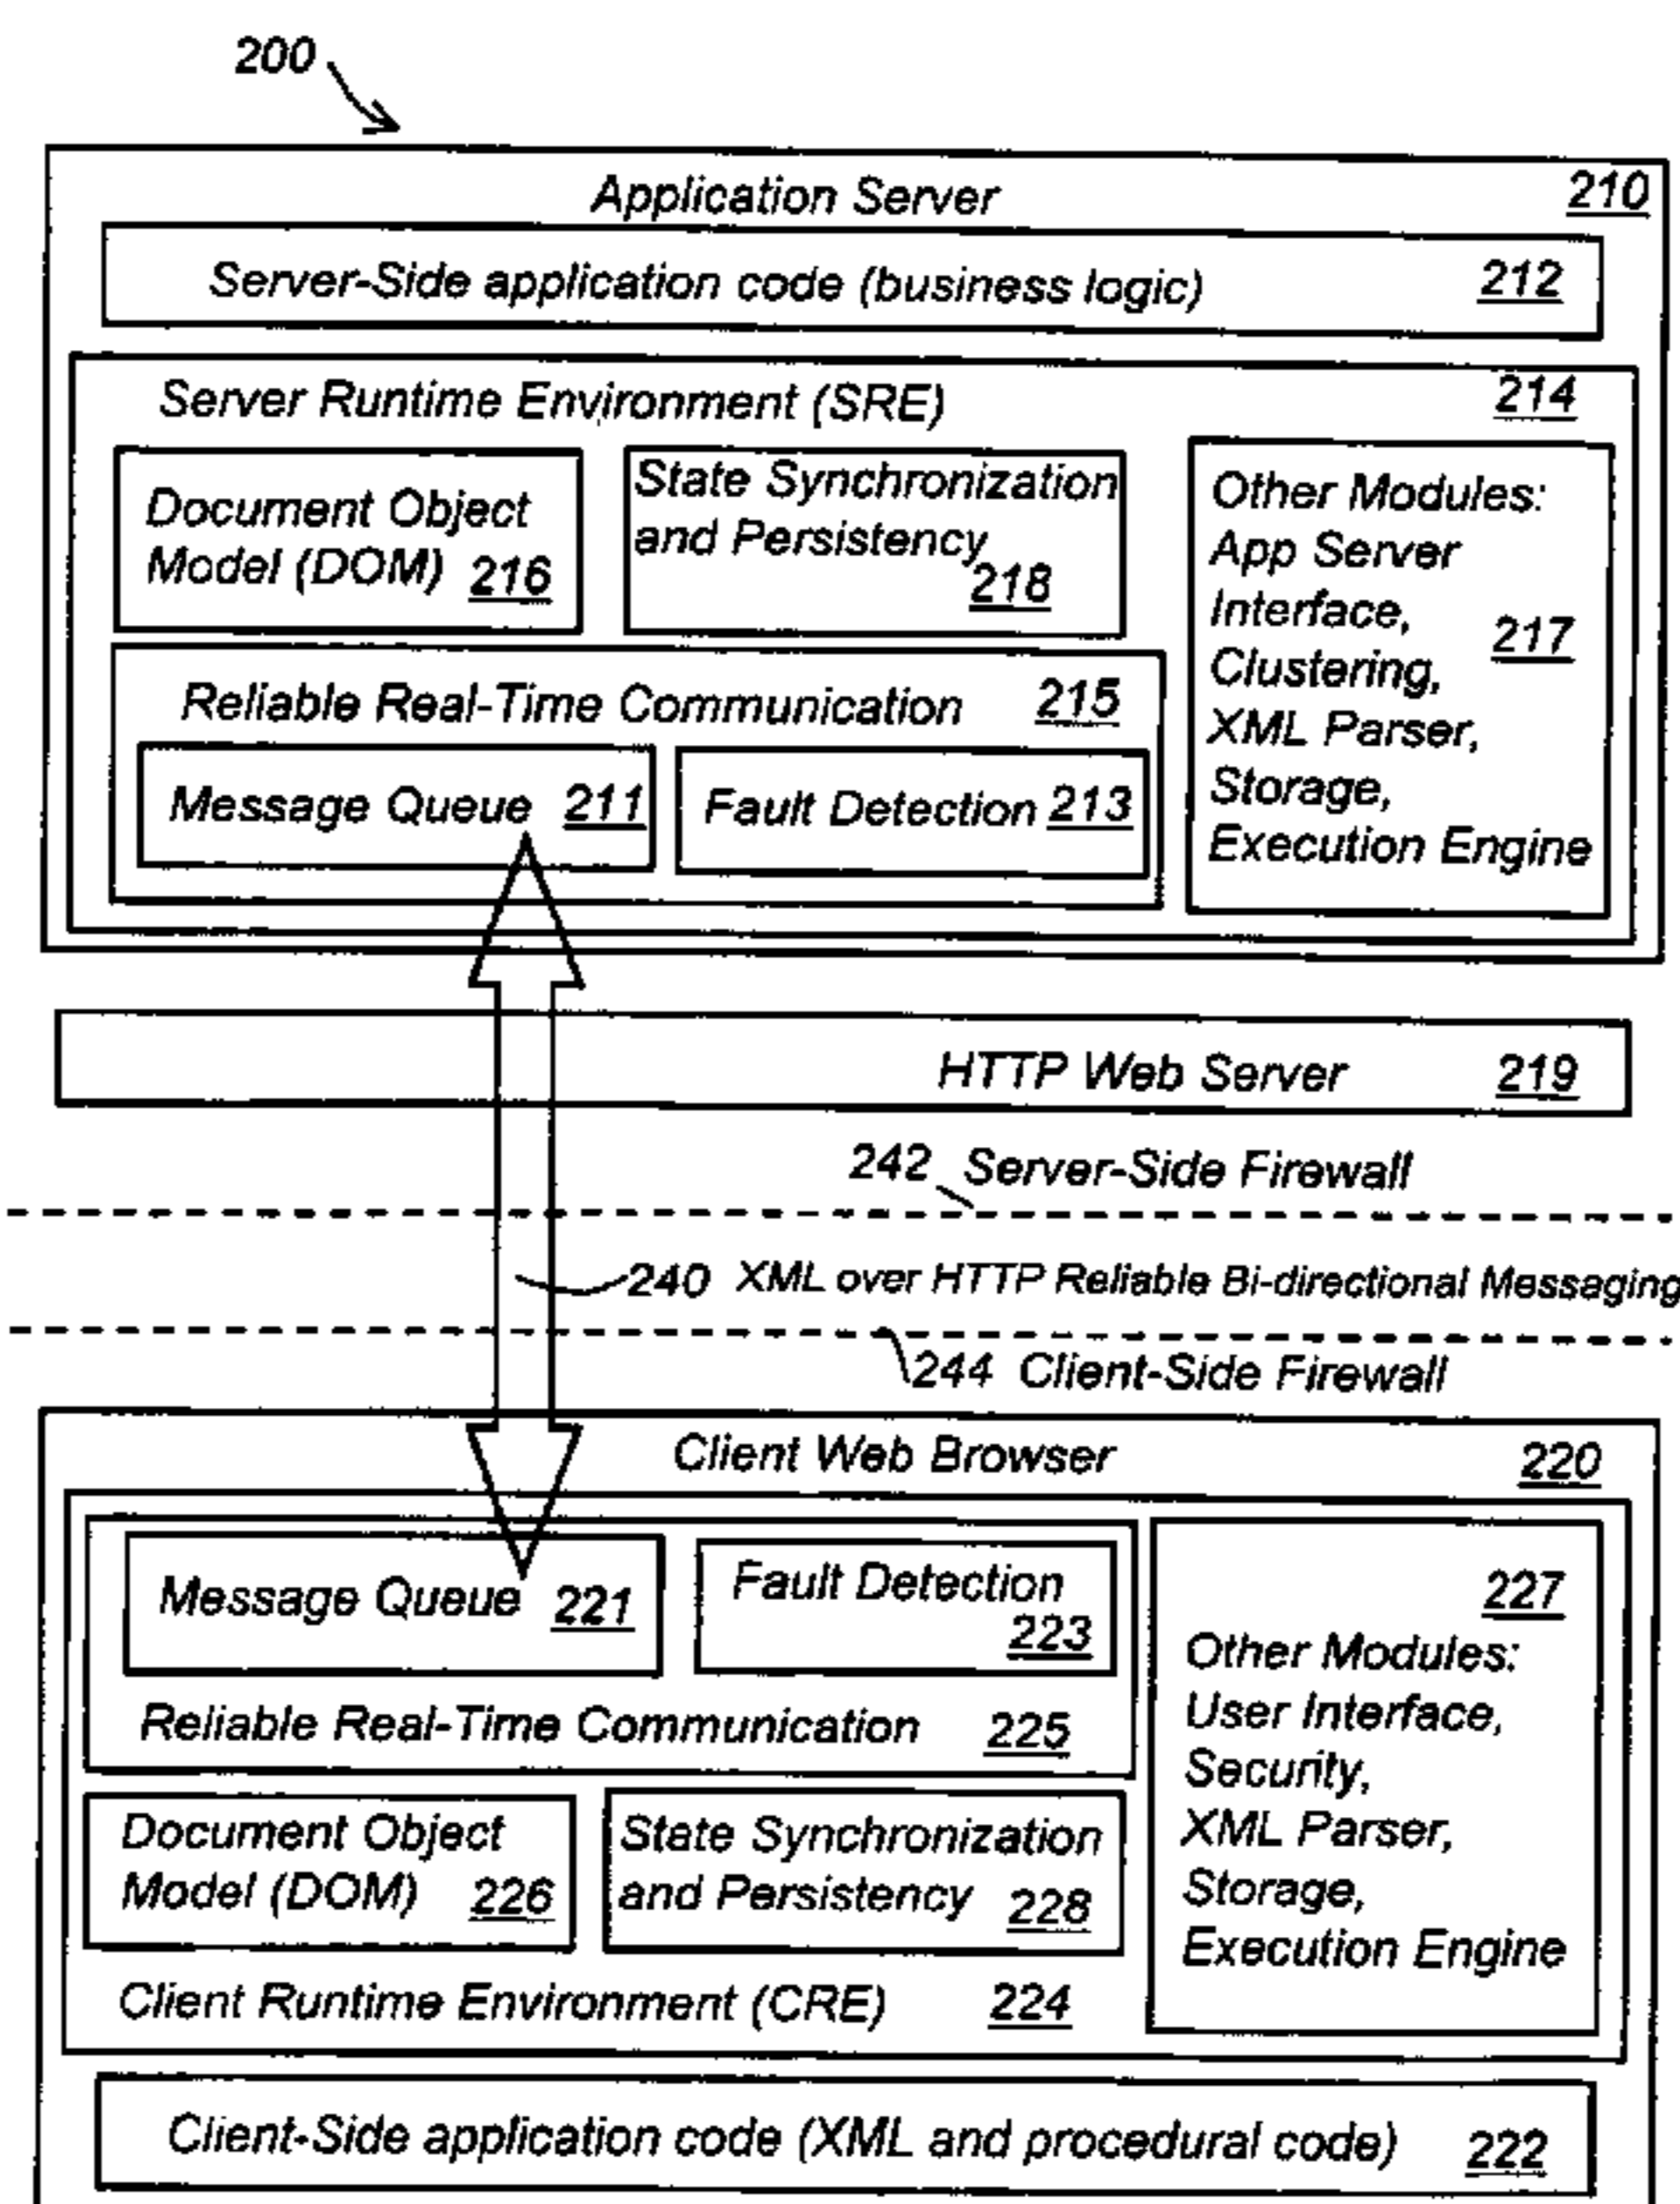 200
Application Server 210
Server-Side application code (business logic) 212
Server Runtime Environment (SRE) 214
Document Object
Model (DOM) 216
State Synchronization
and Persistency
218
Other Modules:
App Server
Interface,
217
Clustering,
XML Parser,
Storage,
Execution Engine
Reliable Real-Time Communication 215
Message Queue 211
Fault Detection 213
HTTP Web Server 219
242 Server-Side Firewall
240 XML over HTTP Reliable Bi-directional Messaging
244 Client-Side Firewall
Client Web Browser 220
Message Queue 221
Fault Detection
223
Reliable Real-Time Communication 225
227
Other Modules:
User Interface,
Security,
XML Parser,
Storage,
Execution Engine
Document Object
Model (DOM) 226
State Synchronization
and Persistency 228
Client Runtime Environment (CRE) 224
Client-Side application code (XML and procedural code) 222